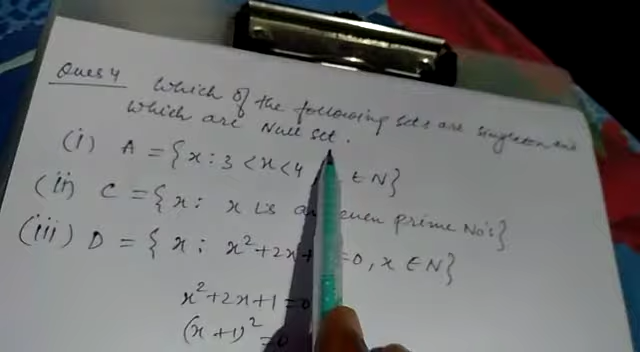 Ques 4 Which of the following sets are singleton and
which are Null set.
(i) A = {x : 3 < x < 4 ∈ N}
(ii) C = {x : x is an even prime No's}
(iii) D = { x : x² + 2x + =0, x ∈ N}
x² + 2x + 1 = 0
(x + 1)² = 0